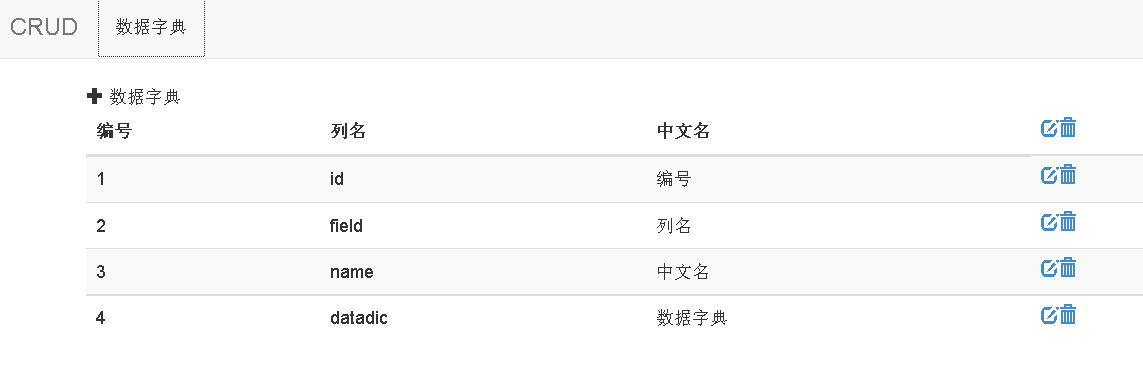 CRUD 数据字典
数据字典
编号 列名 中文名
1 id 编号
2 field 列名
3 name 中文名
4 datadic 数据字典